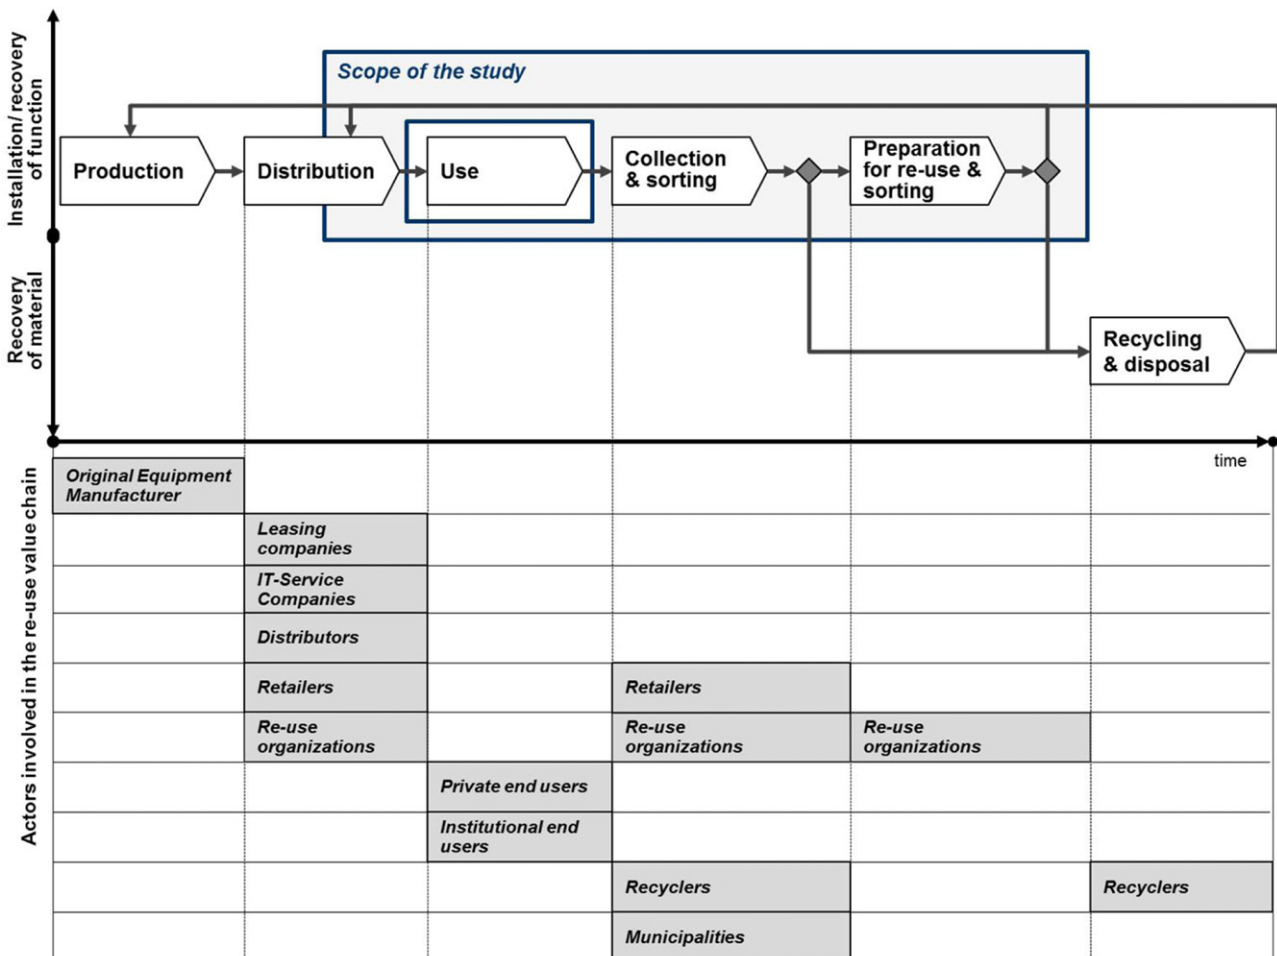 Installation/ recovery
of function
Scope of the study
Production
Distribution
Use
Collection
& sorting
Preparation
for re-use &
sorting
Recovery
of material
Recycling
& disposal
time
Actors involved in the re-use value chain
Original Equipment
Manufacturer
Leasing
companies
IT-Service
Companies
Distributors
Retailers
Retailers
Re-use
organizations
Re-use
organizations
Re-use
organizations
Private end users
Institutional end
users
Recyclers
Recyclers
Municipalities